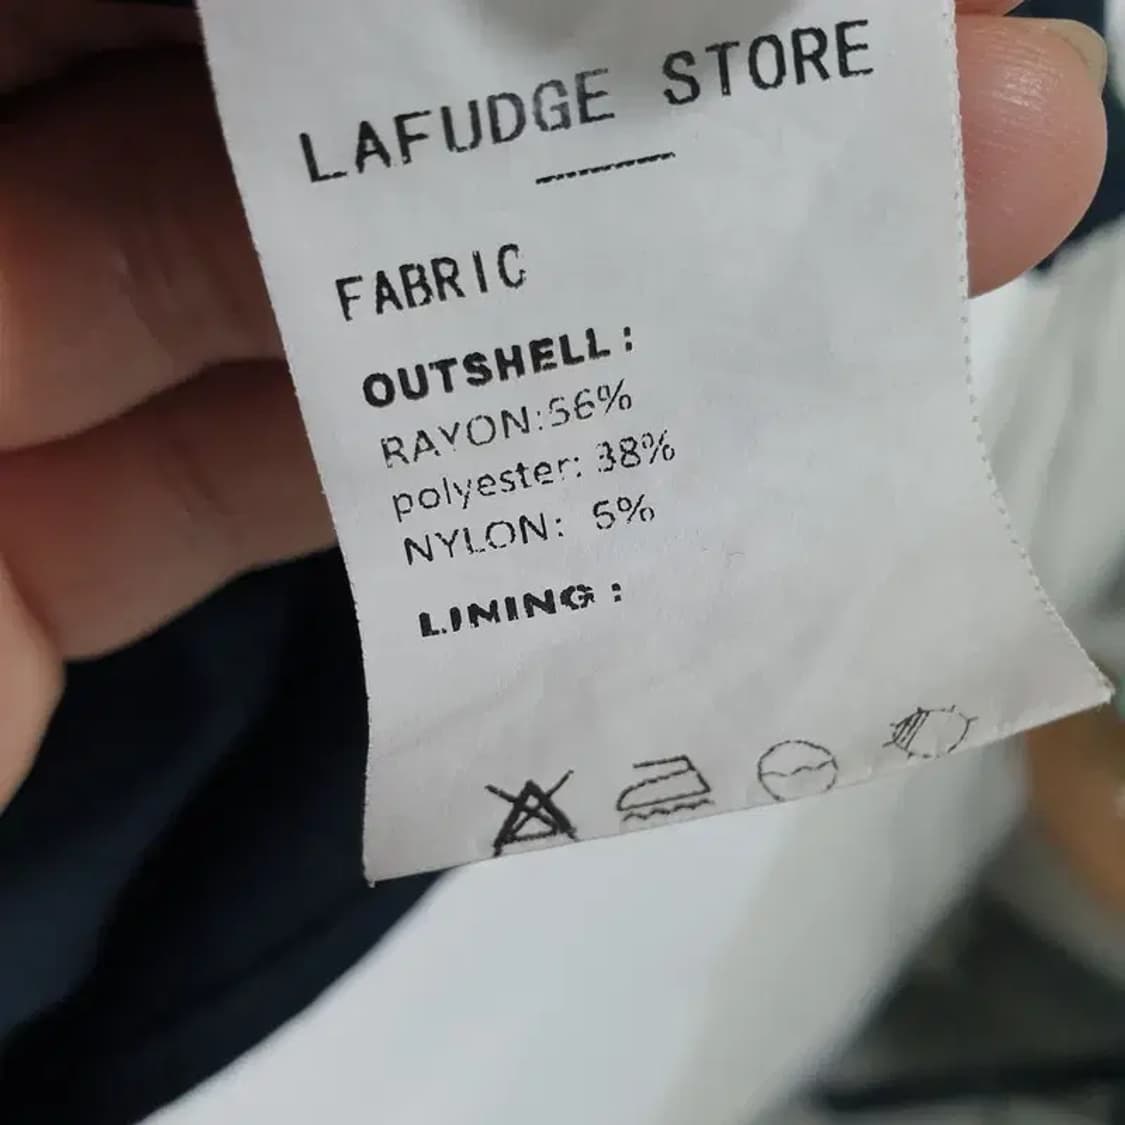 LAFUDGE STORE
FABRIC
OUTSHELL:
RAYON:56%
polyester: 38%
NYLON: 5%
LINING: